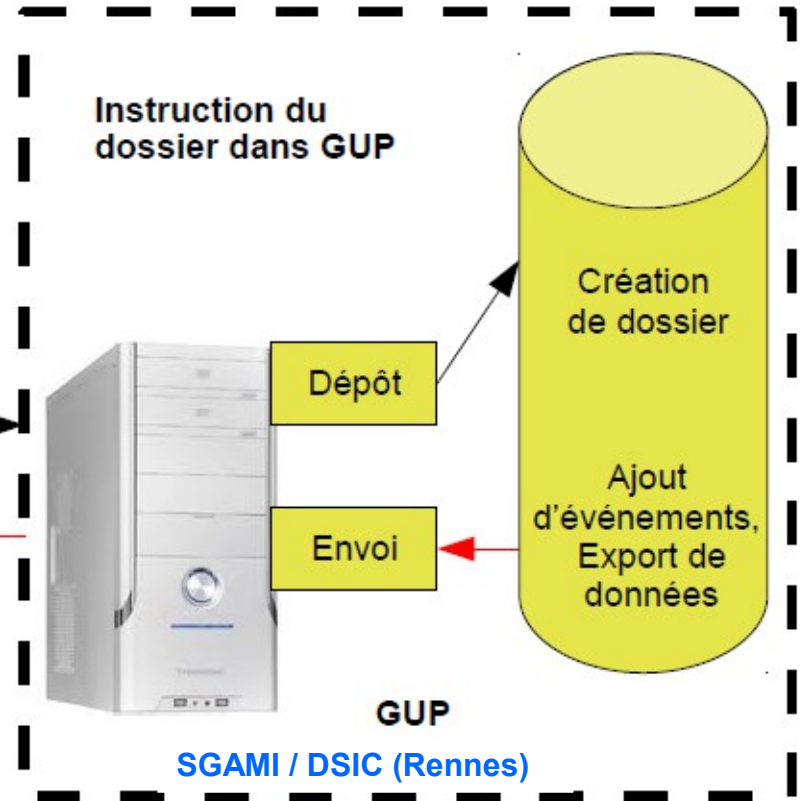 Instruction du
dossier dans GUP
Création
de dossier
Dépôt
Ajout
d'événements,
Export de
données
Envoi
GUP
SGAMI / DSIC (Rennes)